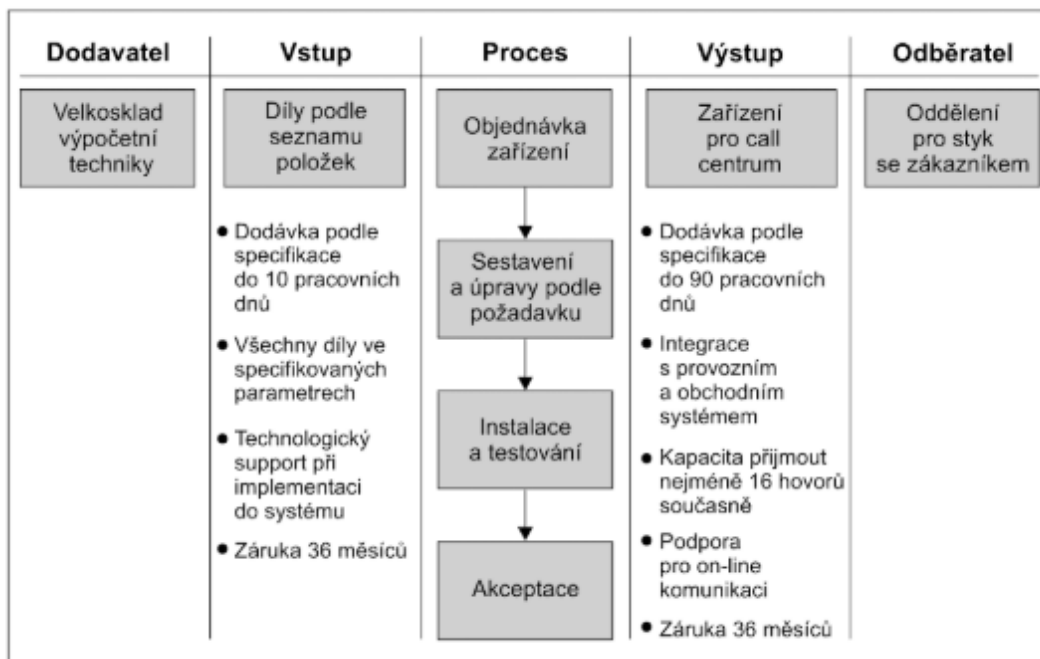 Dodavatel
Vstup
Proces
Výstup
Odběratel
Velkosklad
výpočetní
techniky
Díly podle
seznamu
položek
Objednávka
zařízení
Zařízení
pro call
centrum
Oddělení
pro styk
se zákazníkem
● Dodávka podle
specifikace
do 10 pracovních
dnů
● Všechny díly ve
specifikovaných
parametrech
● Technologický
support při
implementaci
do systému
● Záruka 36 měsíců
Sestavení
a úpravy podle
požadavku
Instalace
a testování
Akceptace
● Dodávka podle
specifikace
do 90 pracovních
dnů
● Integrace
s provozním
a obchodním
systémem
● Kapacita přijmout
nejméně 16 hovorů
současně
● Podpora
pro on-line
komunikaci
● Záruka 36 měsíců